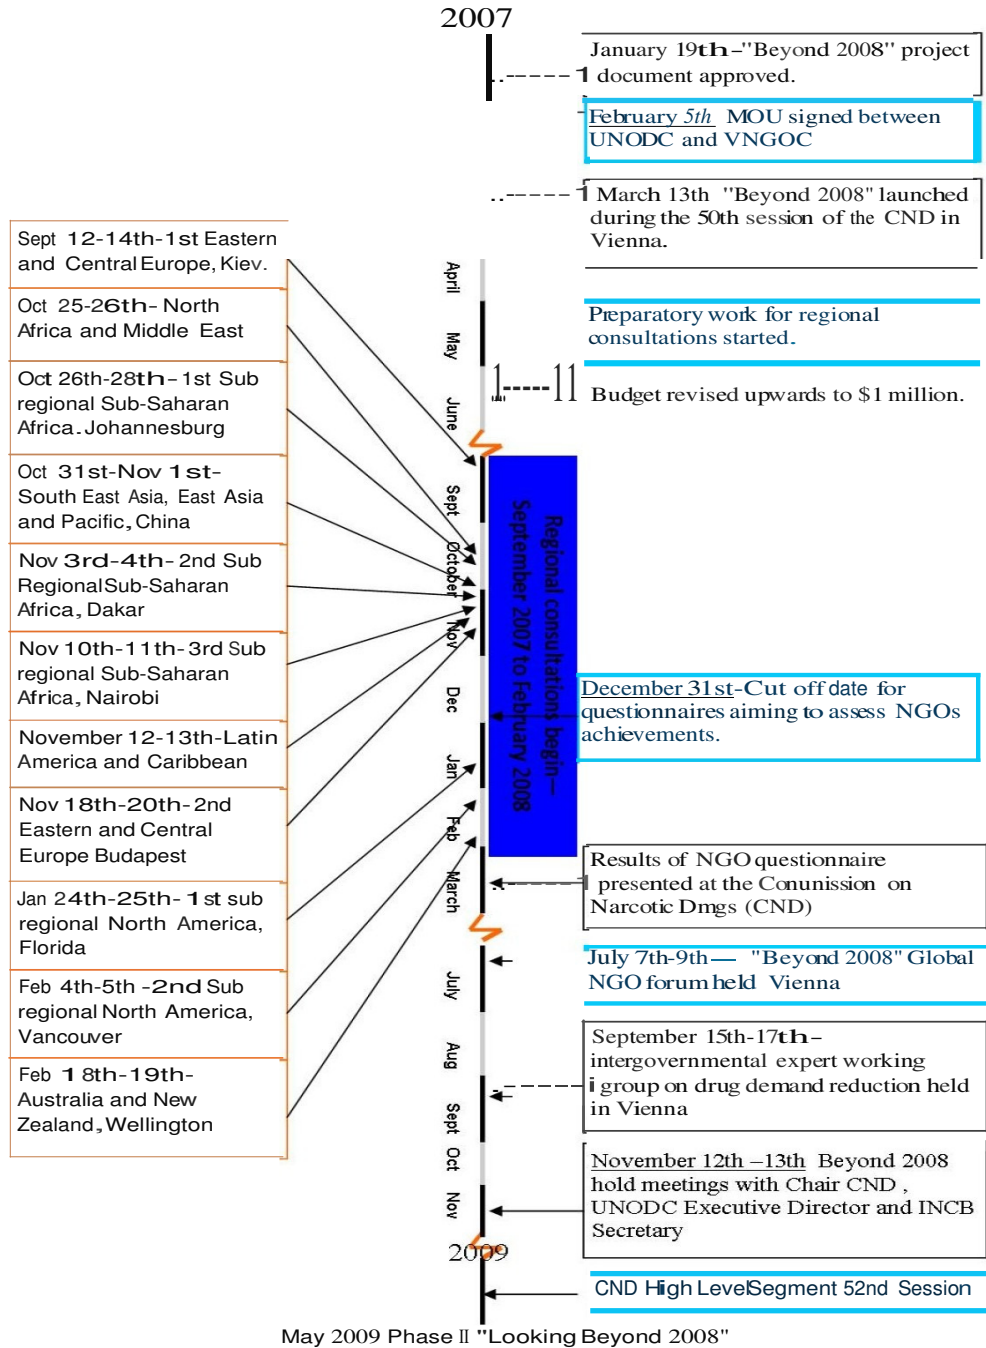 2007
January 19th-"Beyond 2008" project
document approved.
February 5th MOU signed between
UNODC and VNGOC
March 13th "Beyond 2008" launched
during the 50th session of the CND in
Vienna.
Sept 12-14th-1st Eastern
and Central Europe, Kiev.
Oct 25-26th- North
Africa and Middle East
Oct 26th-28th-1st Sub
regional Sub-Saharan
Africa. Johannesburg
Oct 31st-Nov 1st-
South East Asia, East Asia
and Pacific, China
Nov 3rd-4th- 2nd Sub
RegionalSub-Saharan
Africa, Dakar
Nov 10th-11th-3rd Sub
regional Sub-Saharan
Africa, Nairobi
November 12-13th-Latin
America and Caribbean
Nov 18th-20th-2nd
Eastern and Central
Europe Budapest
Jan 24th-25th- 1st sub
regional North America,
Florida
Feb 4th-5th -2nd Sub
regional North America,
Vancouver
Feb 18th-19th-
Australia and New
Zealand, Wellington
April
May
June
Sept
October
Nov
Dec
Jan
Feb
March
July
Aug
Sept
Oct
Nov
Regional consultations begin—
September 2007 to February 2008
Preparatory work for regional
consultations started.
1-----11
Budget revised upwards to $1 million.
December 31st-Cut off date for
questionnaires aiming to assess NGOs
achievements.
Results of NGO questionnaire
presented at the Conunission on
Narcotic Dmgs (CND)
July 7th-9th— "Beyond 2008" Global
NGO forum held Vienna
September 15th-17th-
intergovernmental expert working
group on drug demand reduction held
in Vienna
November 12th –13th Beyond 2008
hold meetings with Chair CND ,
UNODC Executive Director and INCB
Secretary
2009
CND High LevelSegment 52nd Session
May 2009 Phase II "Looking Beyond 2008"